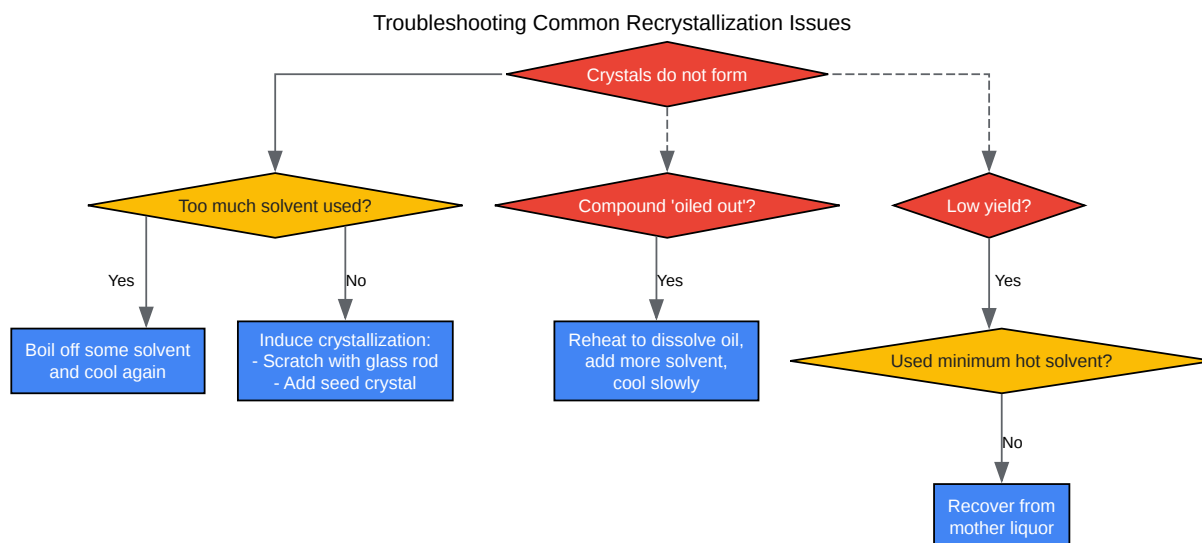 Troubleshooting Common Recrystallization Issues
Crystals do not form
Too much solvent used?
Compound 'oiled out'?
Low yield?
Yes
No
Yes
Yes
Boil off some solvent
and cool again
Induce crystallization:
- Scratch with glass rod
- Add seed crystal
Reheat to dissolve oil,
add more solvent,
cool slowly
Used minimum hot solvent?
No
Recover from
mother liquor